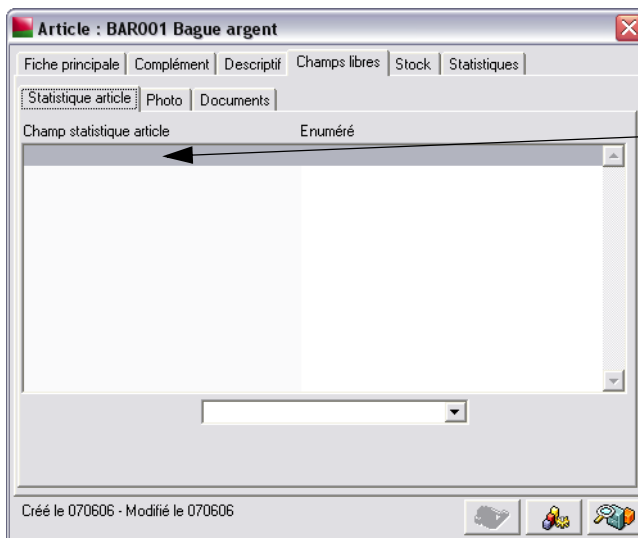 Article : BAR001 Bague argent
Fiche principale Complément Descriptif Champs libres Stock Statistiques
Statistique article Photo Documents
Champ statistique article Enuméré
Créé le 070606 - Modifié le 070606